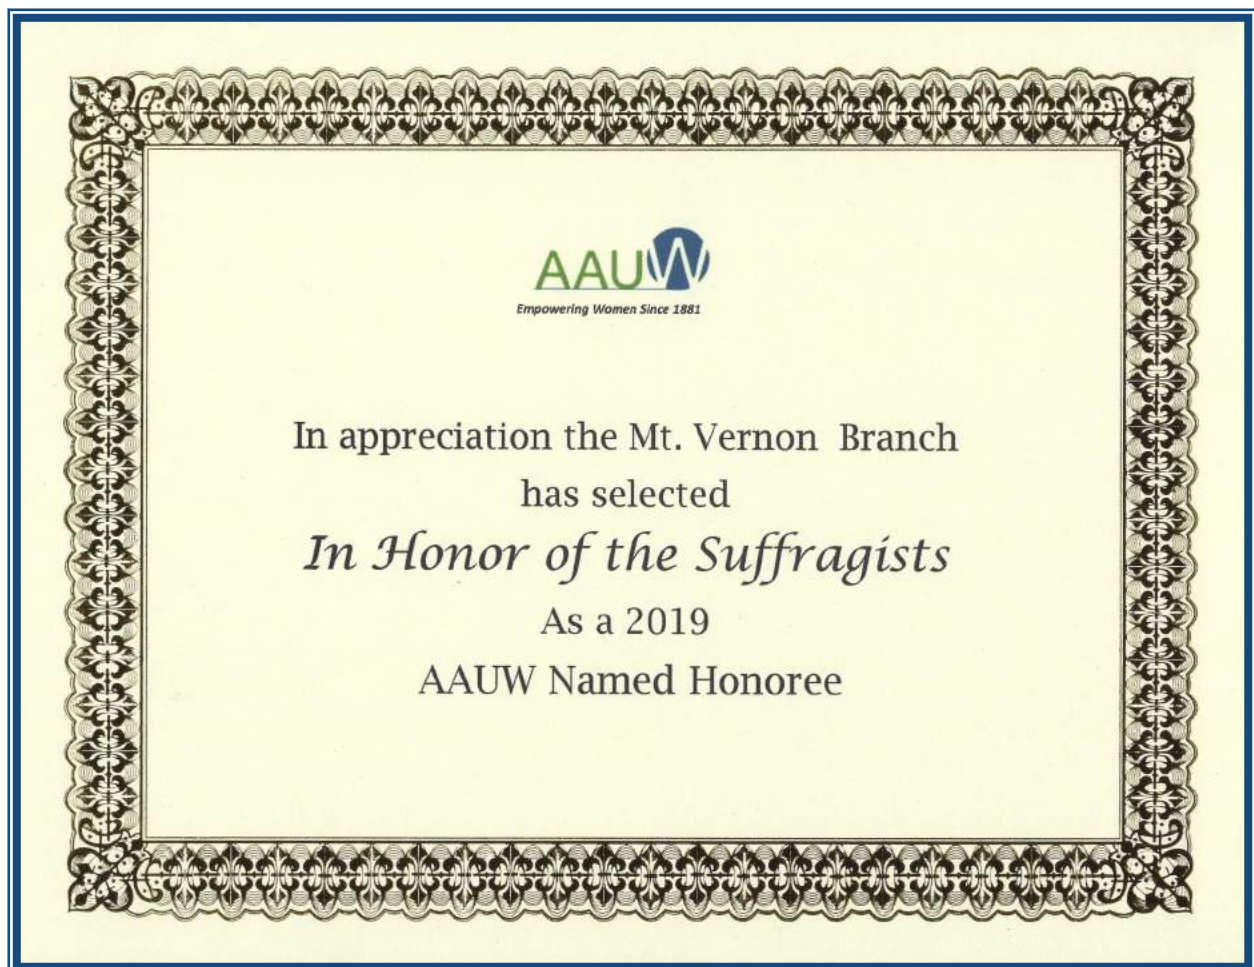 AAUW
Empowering Women Since 1881
In appreciation the Mt. Vernon Branch
has selected
In Honor of the Suffragists
As a 2019
AAUW Named Honoree